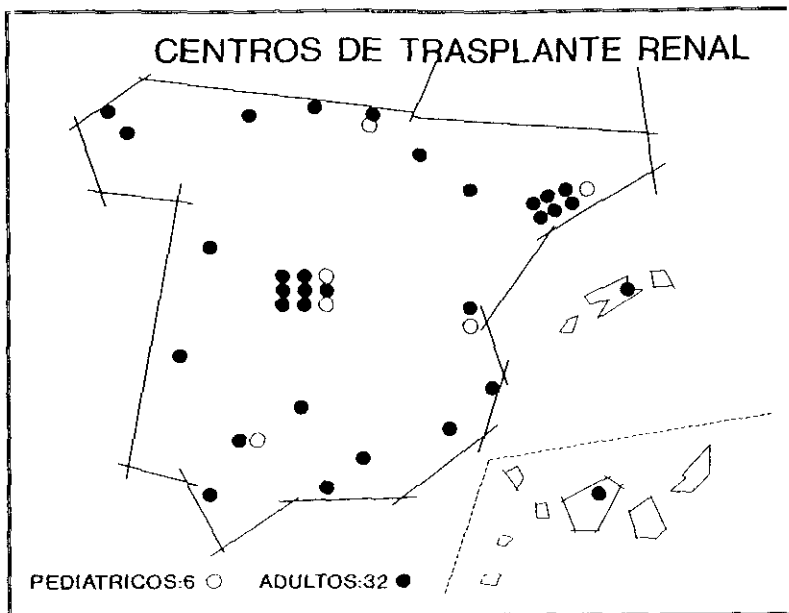 CENTROS DE TRASPLANTE RENAL
PEDIATRICOS:6 ○ ADULTOS:32 ●